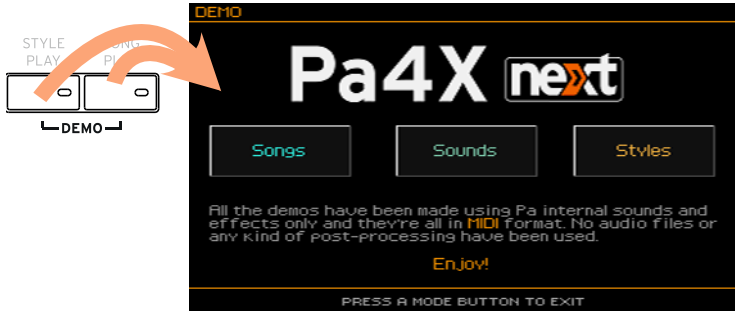 STYLE
PLAY
DEMO
DEMO
Pa4X next
Songs Sounds Styles
All the demos have been made using Pa internal sounds and
effects only and they're all in MIDI format. No audio files or
any kind of post-processing have been used.
Enjoy!
PRESS A MODE BUTTON TO EXIT